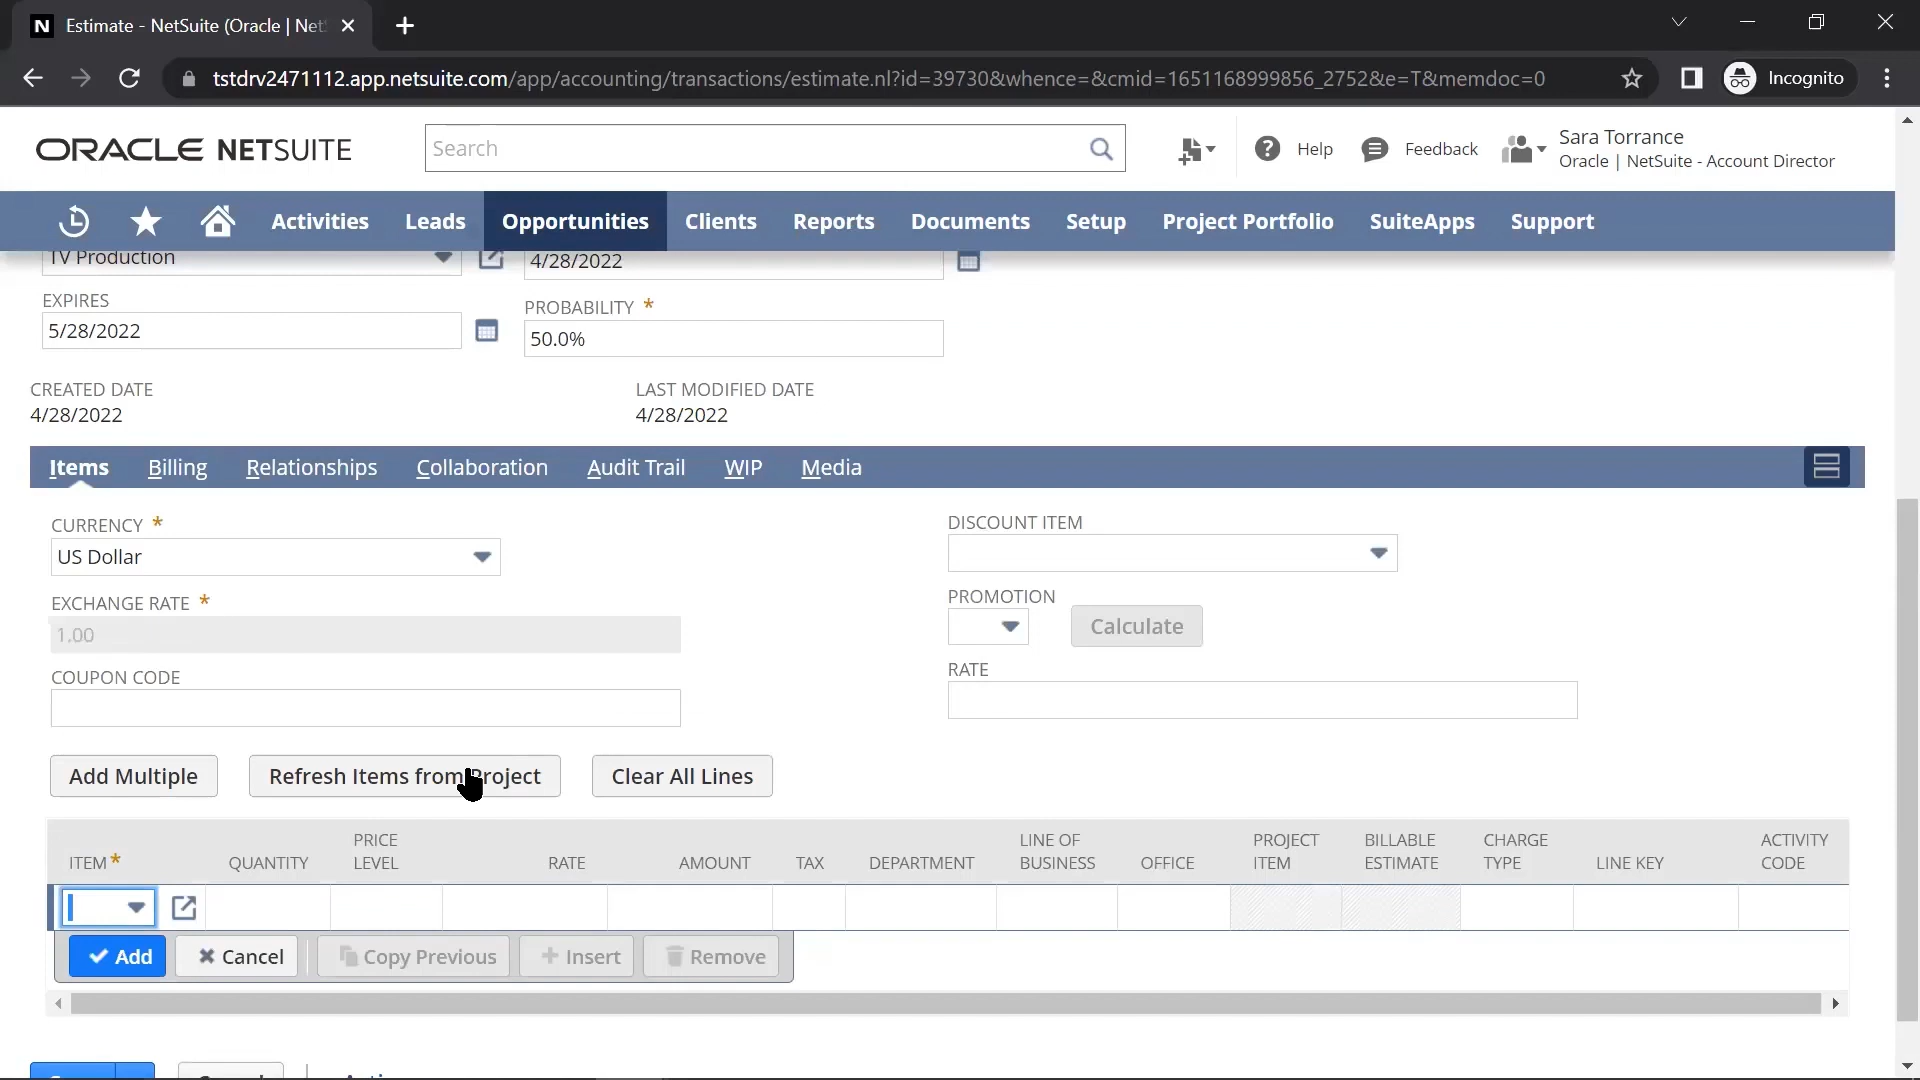 N Estimate - NetSuite (Oracle | Net
tstdrv2471112.app.netsuite.com/app/accounting/transactions/estimate.nl?id=39730&whence=&cmid=1651168999856_2752&e=T&memdoc=0
Incognito
ORACLE NETSUITE
Search
Help
Feedback
Sara Torrance
Oracle | NetSuite - Account Director
Activities Leads Opportunities Clients Reports Documents Setup Project Portfolio SuiteApps Support
TV Production
4/28/2022
EXPIRES
5/28/2022
PROBABILITY *
50.0%
CREATED DATE
4/28/2022
LAST MODIFIED DATE
4/28/2022
Items Billing Relationships Collaboration Audit Trail WIP Media
CURRENCY *
US Dollar
EXCHANGE RATE *
1.00
COUPON CODE
DISCOUNT ITEM
PROMOTION
Calculate
RATE
Add Multiple Refresh Items from Project Clear All Lines
ITEM * QUANTITY PRICE LEVEL RATE AMOUNT TAX DEPARTMENT LINE OF BUSINESS OFFICE PROJECT ITEM BILLABLE ESTIMATE CHARGE TYPE LINE KEY ACTIVITY CODE
Add Cancel Copy Previous Insert Remove